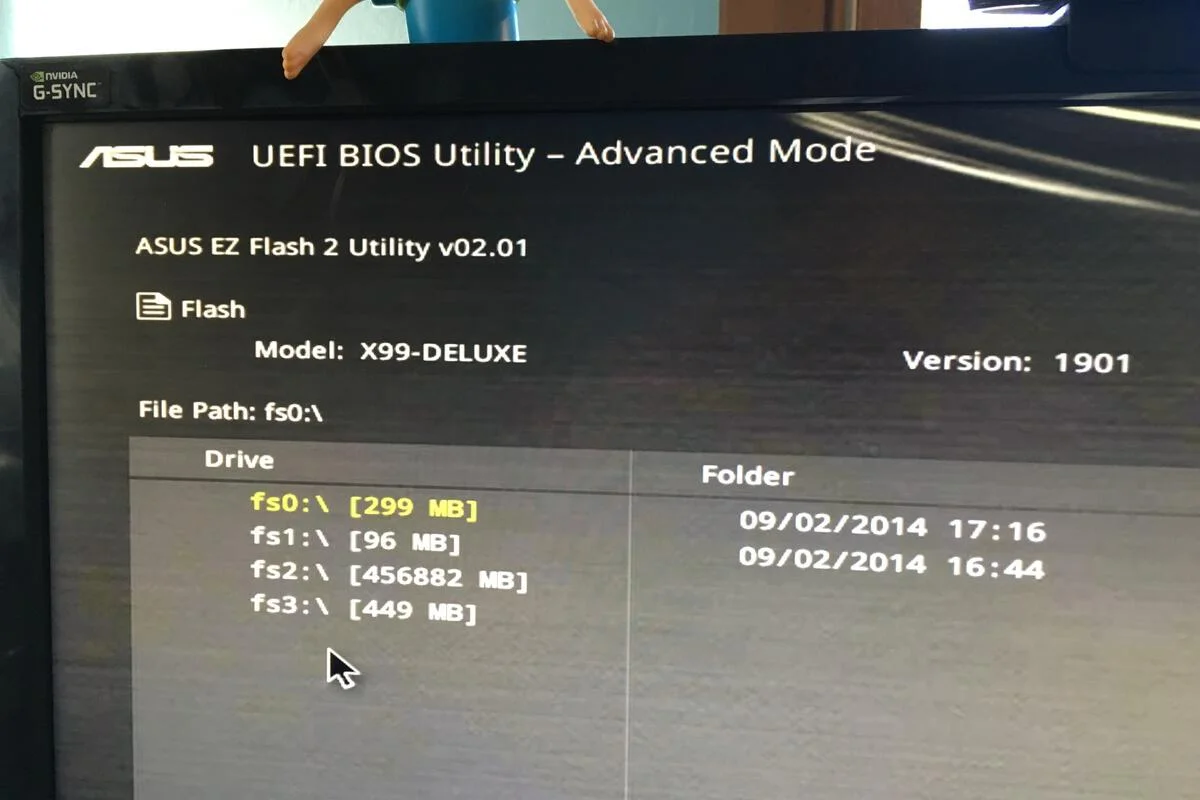 NVIDIA
G-SYNC™
ASUS UEFI BIOS Utility – Advanced Mode
ASUS EZ Flash 2 Utility v02.01
Flash
Model: X99-DELUXE Version: 1901
File Path: fs0:\
Drive Folder
fs0:\ [299 MB] 09/02/2014 17:16
fs1:\ [96 MB] 09/02/2014 16:44
fs2:\ [456882 MB]
fs3:\ [449 MB]